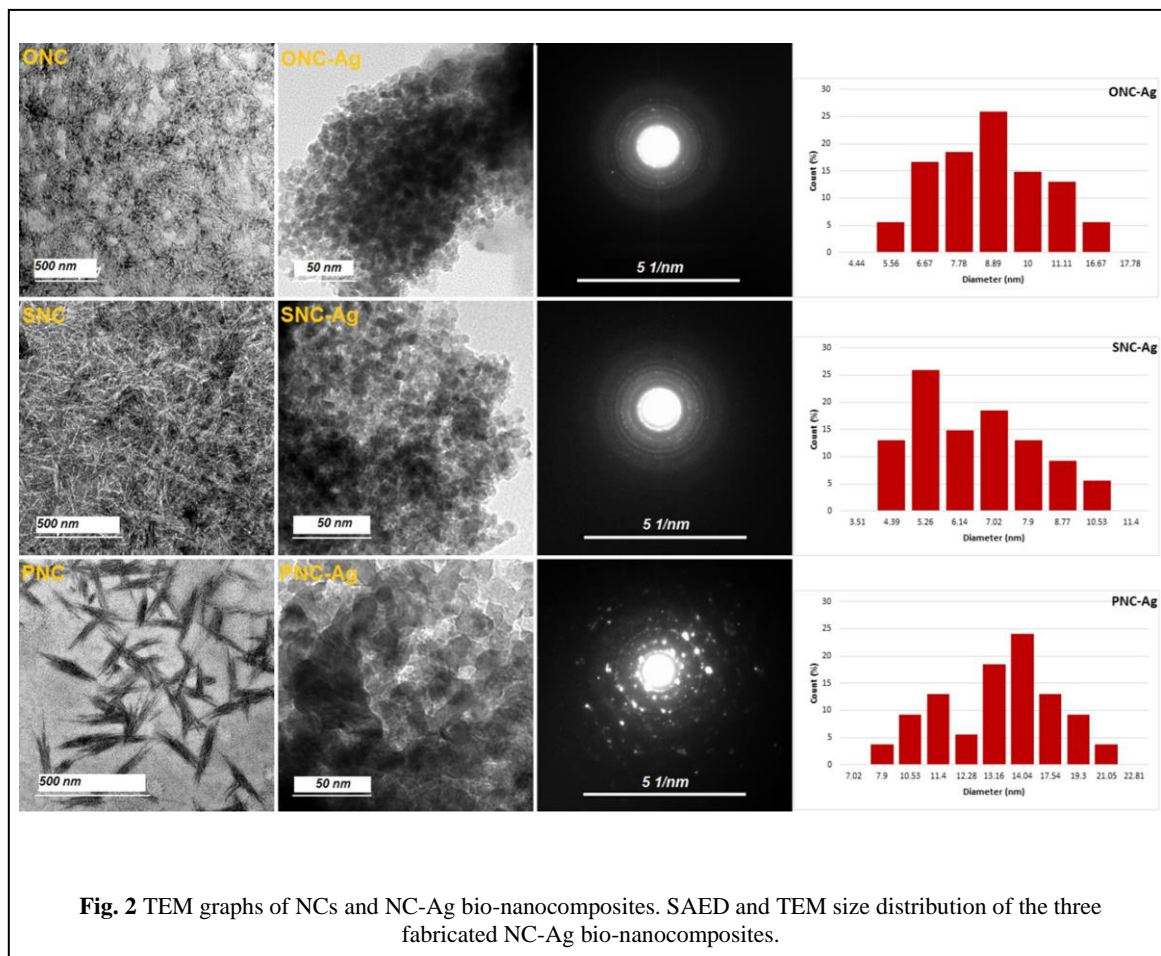 ONC
500 nm
ONC-Ag
50 nm
5 1/nm
ONC-Ag
30
25
20
15
10
5
0
Count (%)
4.44 5.56 6.67 7.78 8.89 10 11.11 16.67 17.78
Diameter (nm)
SNC
500 nm
SNC-Ag
50 nm
5 1/nm
SNC-Ag
30
25
20
15
10
5
0
Count (%)
3.51 4.39 5.26 6.14 7.02 7.9 8.77 10.53 11.4
Diameter (nm)
PNC
500 nm
PNC-Ag
50 nm
5 1/nm
PNC-Ag
30
25
20
15
10
5
0
Count (%)
7.02 7.9 10.53 11.4 12.28 13.16 14.04 17.54 19.3 21.05 22.81
Diameter (nm)
Fig. 2 TEM graphs of NCs and NC-Ag bio-nanocomposites. SAED and TEM size distribution of the three
fabricated NC-Ag bio-nanocomposites.